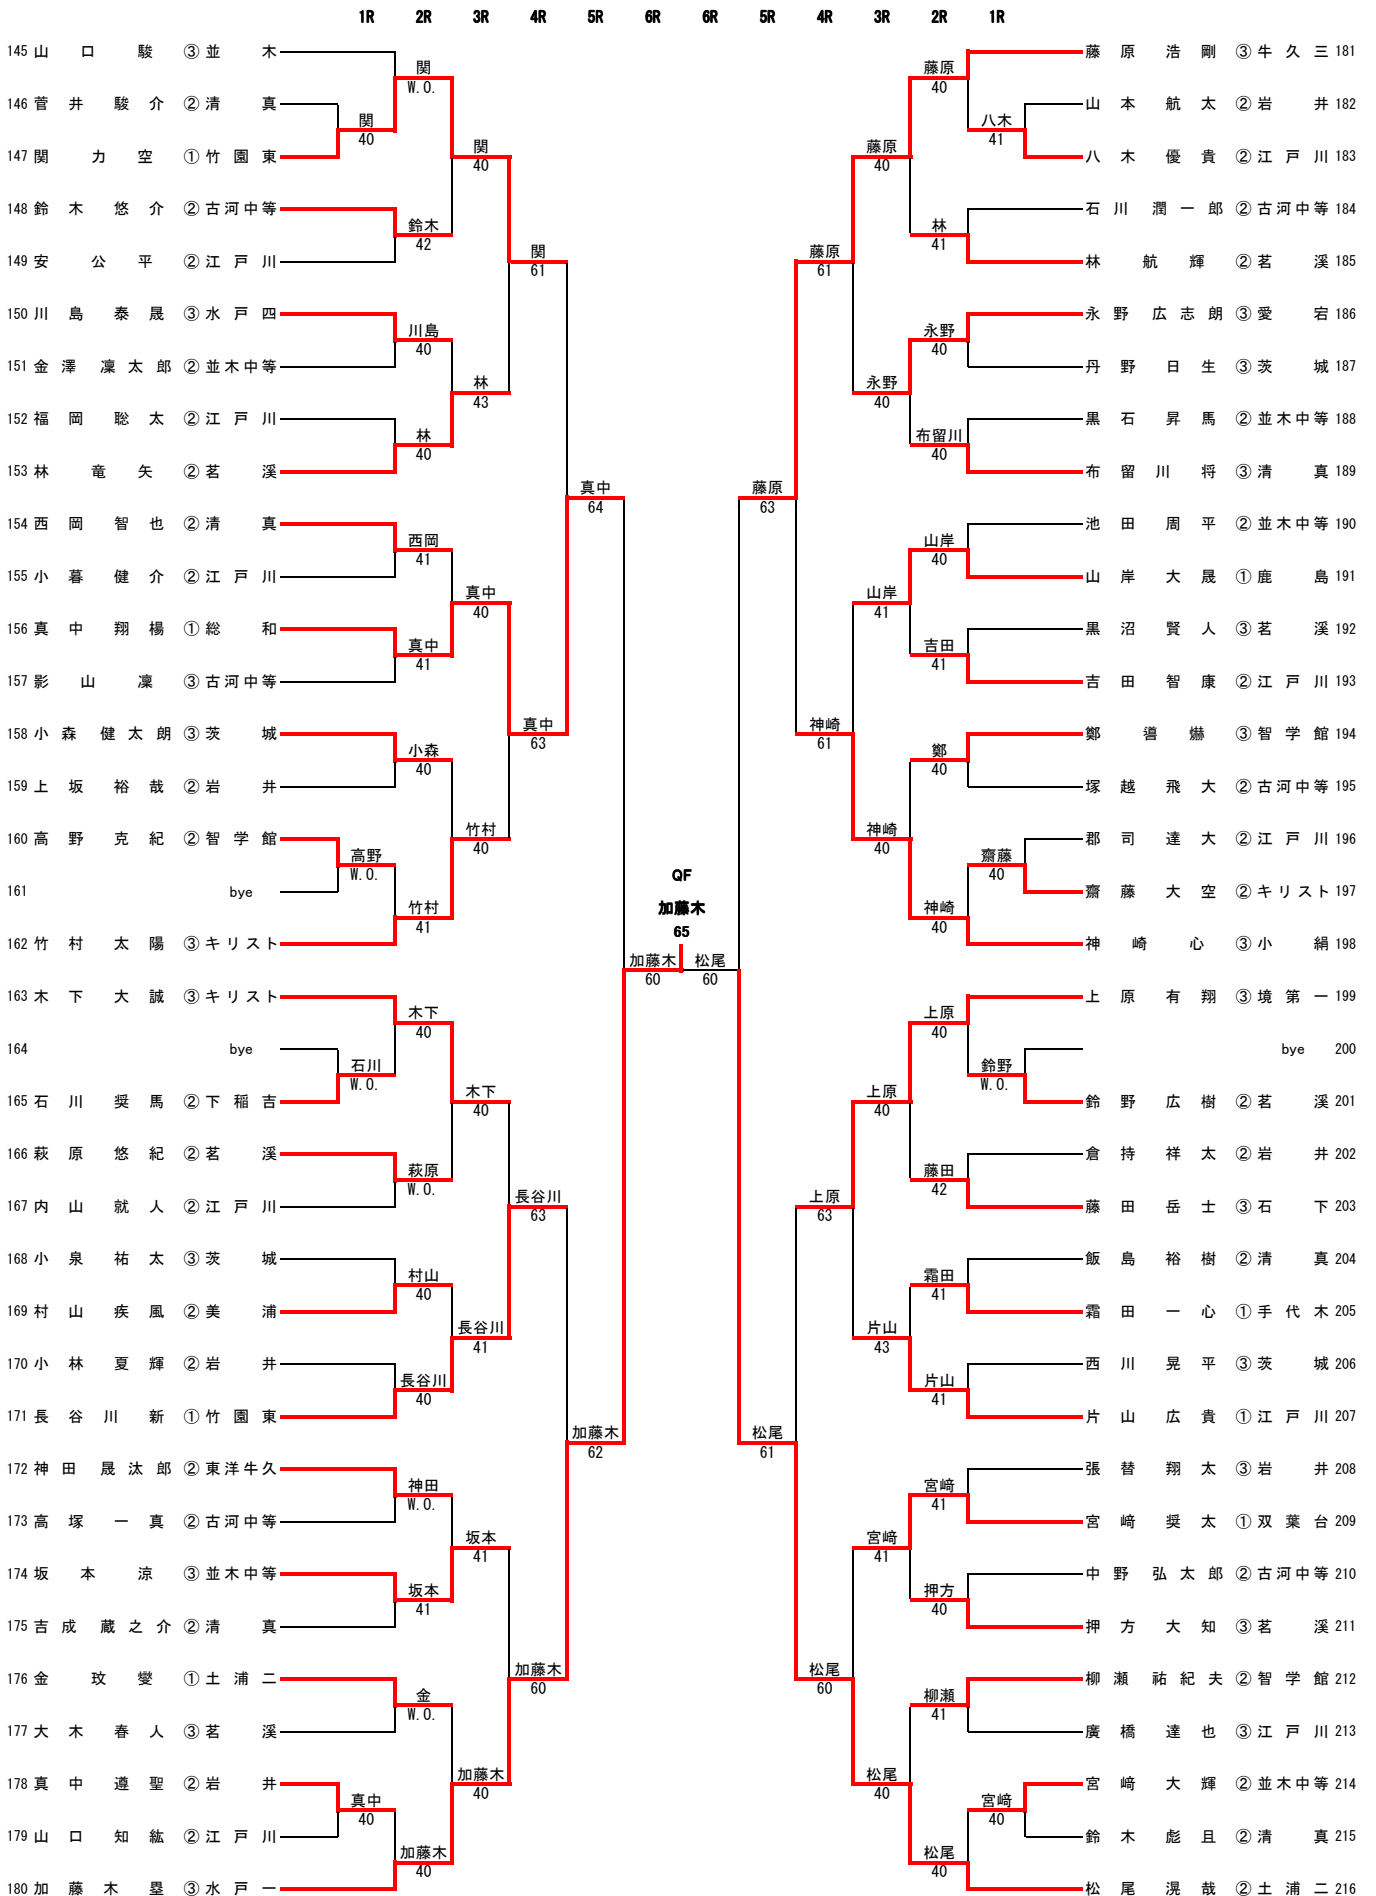 1R 2R 3R 4R 5R 6R 6R 5R 4R 3R 2R 1R
145 山口駿 ③ 並木
関
W.O.
藤原
40
藤原浩剛 ③ 牛久三 181
146 菅井駿介 ② 清真
関
40
八木
41
山本航太 ② 岩井 182
147 関力空 ① 竹園東
関
40
藤原
40
八木優貴 ② 江戸川 183
148 鈴木悠介 ② 古河中等
鈴木
42
林
41
石川潤一郎 ② 古河中等 184
149 安公平 ② 江戸川
関
61
藤原
61
林航輝 ② 茗溪 185
150 川島泰晟 ③ 水戸四
川島
40
永野
40
永野広志朗 ③ 愛宕 186
151 金澤凜太郎 ② 並木中等
林
43
永野
40
丹野日生 ③ 茨城 187
152 福岡聡太 ② 江戸川
林
40
布留川
40
黒石昇馬 ② 並木中等 188
153 林竜矢 ② 茗溪
真中
64
藤原
63
布留川将 ③ 清真 189
154 西岡智也 ② 清真
西岡
41
山岸
40
池田周平 ② 並木中等 190
155 小暮健介 ② 江戸川
真中
40
山岸
41
山岸大晟 ① 鹿島 191
156 真中翔楊 ① 総和
真中
41
吉田
41
黒沼賢人 ③ 茗溪 192
157 影山凜 ③ 古河中等
真中
63
神崎
61
吉田智康 ② 江戸川 193
158 小森健太朗 ③ 茨城
小森
40
鄭
40
鄭 ③ 智学館 194
159 上坂裕哉 ② 岩井
竹村
40
神崎
40
塚越飛大 ② 古河中等 195
160 高野克紀 ② 智学館
高野
W.O.
齋藤
40
郡司達大 ② 江戸川 196
161 bye
竹村
41
QF
加藤木
65
神崎
40
齋藤大空 ② キリスト 197
162 竹村太陽 ③ キリスト
加藤木
60
松尾
60
神崎心 ③ 小絹 198
163 木下大誠 ③ キリスト
木下
40
上原
40
上原有翔 ③ 境第一 199
164 bye
石川
W.O.
鈴野
W.O.
bye 200
165 石川奨馬 ② 下稲吉
木下
40
上原
40
鈴野広樹 ② 茗溪 201
166 萩原悠紀 ② 茗溪
萩原
W.O.
藤田
42
倉持祥太 ② 岩井 202
167 内山就人 ② 江戸川
長谷川
63
上原
63
藤田岳士 ③ 石下 203
168 小泉祐太 ③ 茨城
村山
40
霜田
41
飯島裕樹 ② 清真 204
169 村山疾風 ② 美浦
長谷川
41
片山
43
霜田一心 ① 手代木 205
170 小林夏輝 ② 岩井
長谷川
40
片山
41
西川晃平 ③ 茨城 206
171 長谷川新 ① 竹園東
加藤木
62
松尾
61
片山広貴 ① 江戸川 207
172 神田晟汰郎 ② 東洋牛久
神田
W.O.
宮﨑
41
張替翔太 ③ 岩井 208
173 高塚一真 ② 古河中等
坂本
41
宮﨑
41
宮﨑奨太 ① 双葉台 209
174 坂本涼 ③ 並木中等
坂本
41
押方
40
中野弘太郎 ② 古河中等 210
175 吉成蔵之介 ② 清真
加藤木
60
松尾
60
押方大知 ③ 茗溪 211
176 金玟燮 ① 土浦二
金
W.O.
柳瀬
41
柳瀬祐紀夫 ② 智学館 212
177 大木春人 ③ 茗溪
加藤木
40
松尾
40
廣橋達也 ③ 江戸川 213
178 真中遵聖 ② 岩井
真中
40
宮﨑
40
宮﨑大輝 ② 並木中等 214
179 山口知紘 ② 江戸川
加藤木
40
松尾
40
鈴木彪且 ② 清真 215
180 加藤木塁 ③ 水戸一
松尾滉哉 ② 土浦二 216